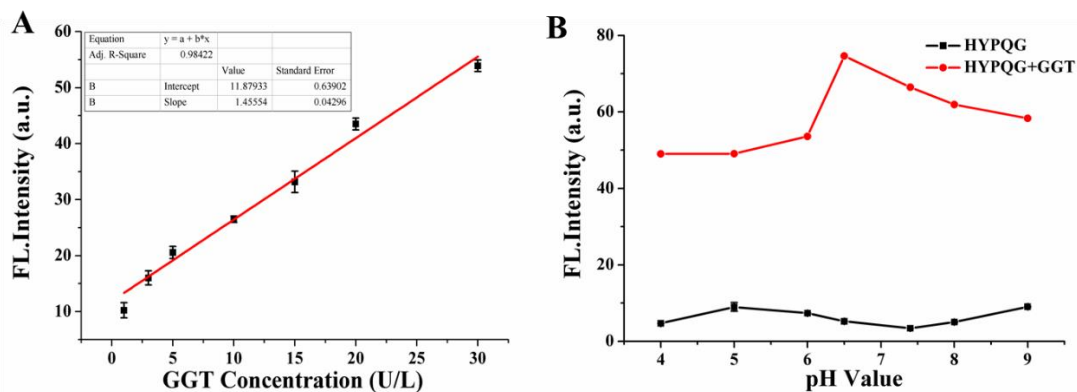 A
Equation y = a + b*x
Adj. R-Square 0.98422
Value Standard Error
B Intercept 11.87933 0.63902
B Slope 1.45554 0.04296
FL.Intensity (a.u.)
60
50
40
30
20
10
0 5 10 15 20 25 30
GGT Concentration (U/L)
B
HYPQG
HYPQG+GGT
FL.Intensity (a.u.)
80
60
40
20
0
4 5 6 7 8 9
pH Value